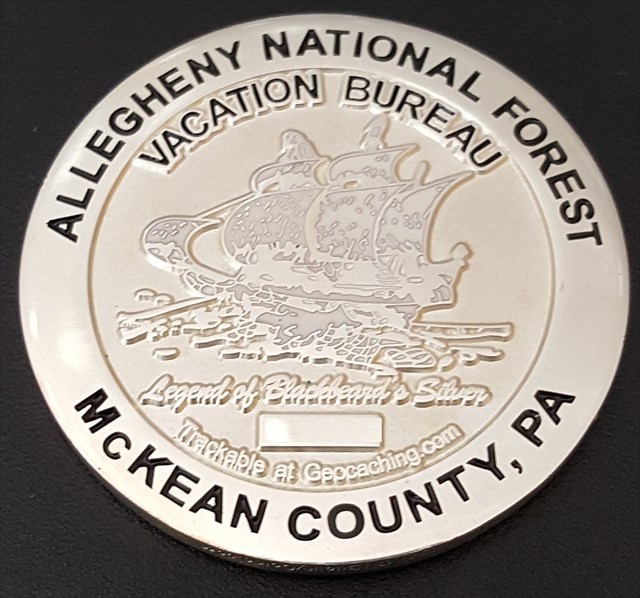 ALLEGHENY NATIONAL FOREST
VACATION BUREAU
Legend of Blackbeard's Silver
Trackable at Geocaching.com
McKEAN COUNTY, PA